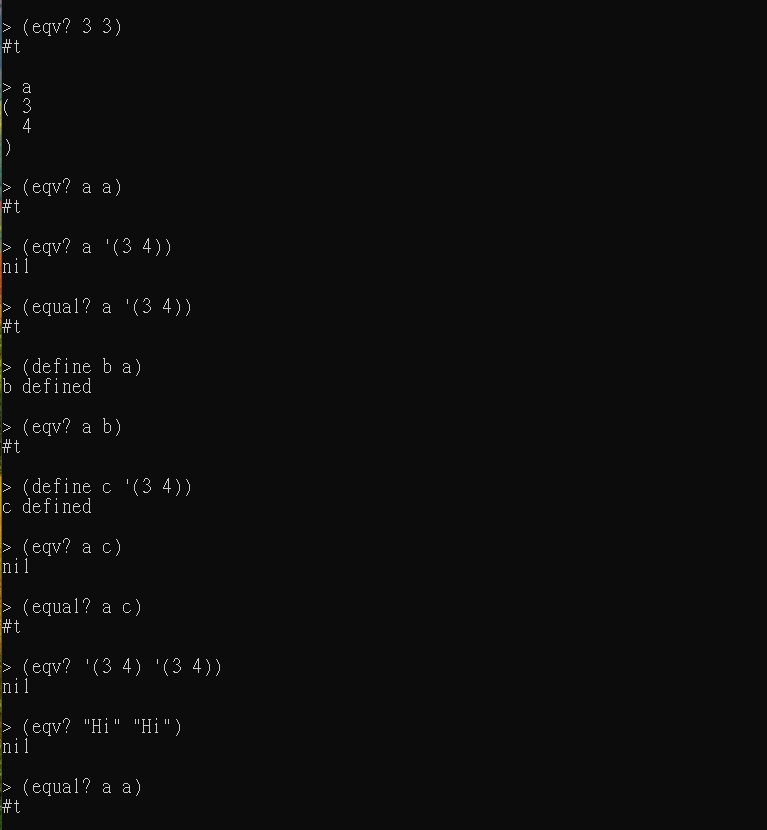 > (eqv? 3 3)
#t
> a
( 3
  4
)
> (eqv? a a)
#t
> (eqv? a '(3 4))
nil
> (equal? a '(3 4))
#t
> (define b a)
b defined
> (eqv? a b)
#t
> (define c '(3 4))
c defined
> (eqv? a c)
nil
> (equal? a c)
#t
> (eqv? '(3 4) '(3 4))
nil
> (eqv? "Hi" "Hi")
nil
> (equal? a a)
#t